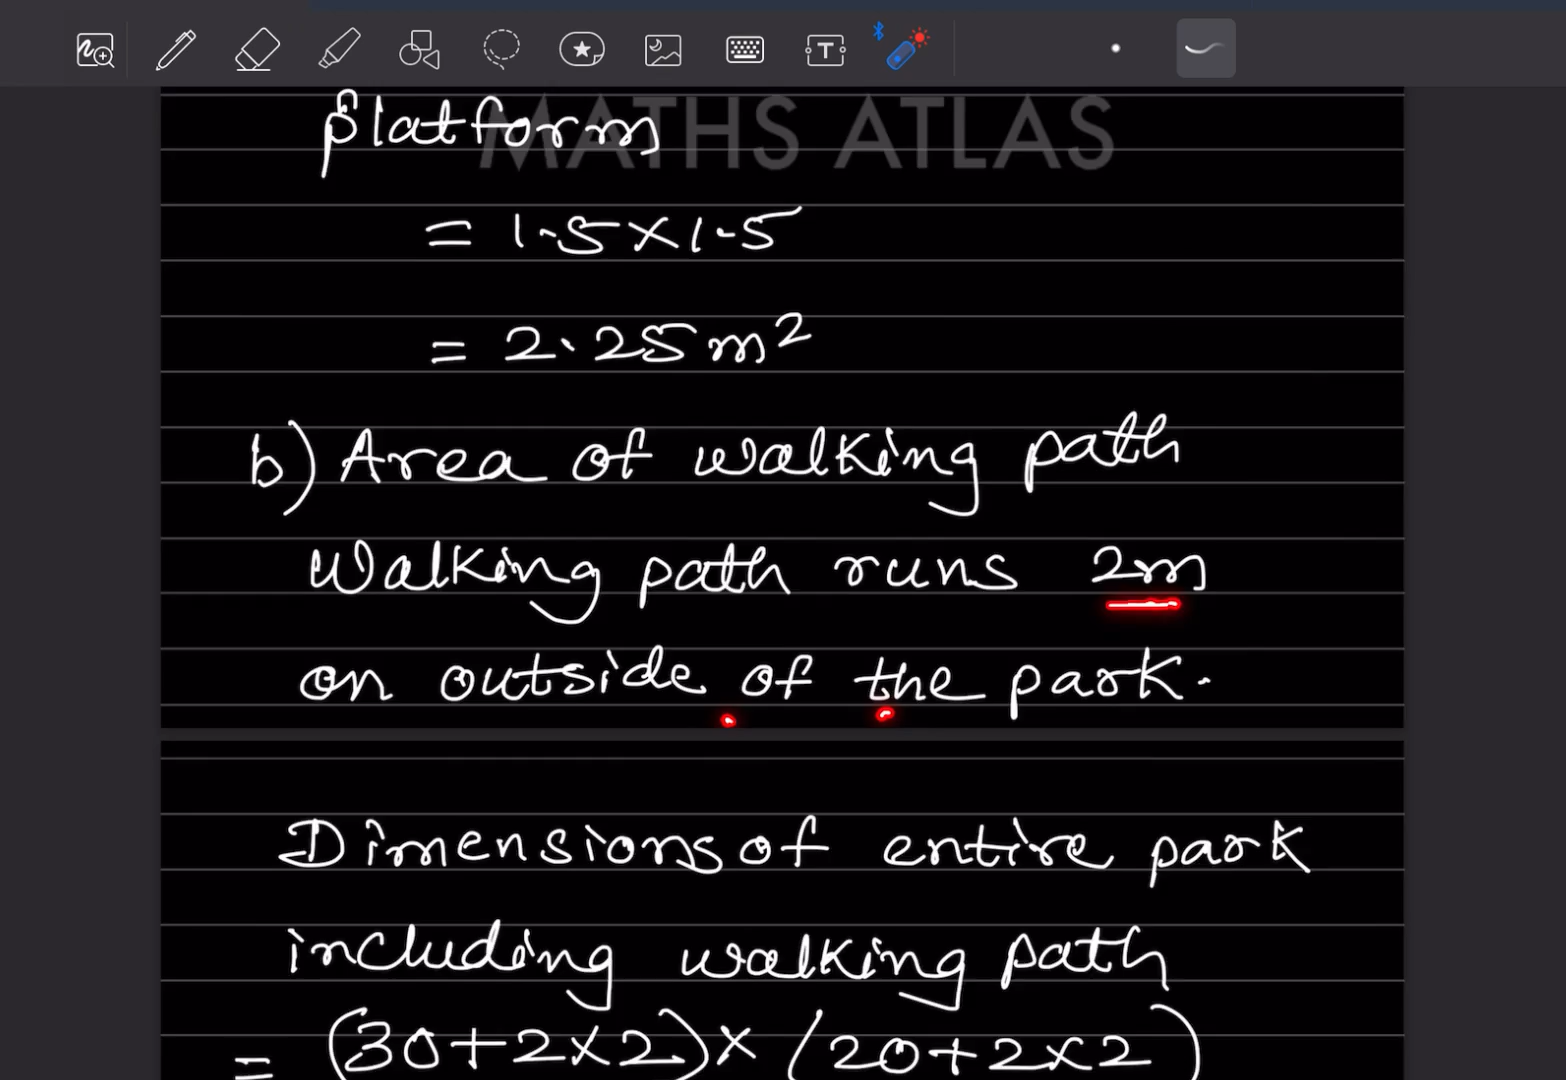 MATHS ATLAS
platform
= 1.5×1.5
= 2.25 m²
b) Area of walking path
Walking path runs 2m
on outside of the park.
Dimensions of entire park
including walking path
= (30+2×2)× (20+2×2)